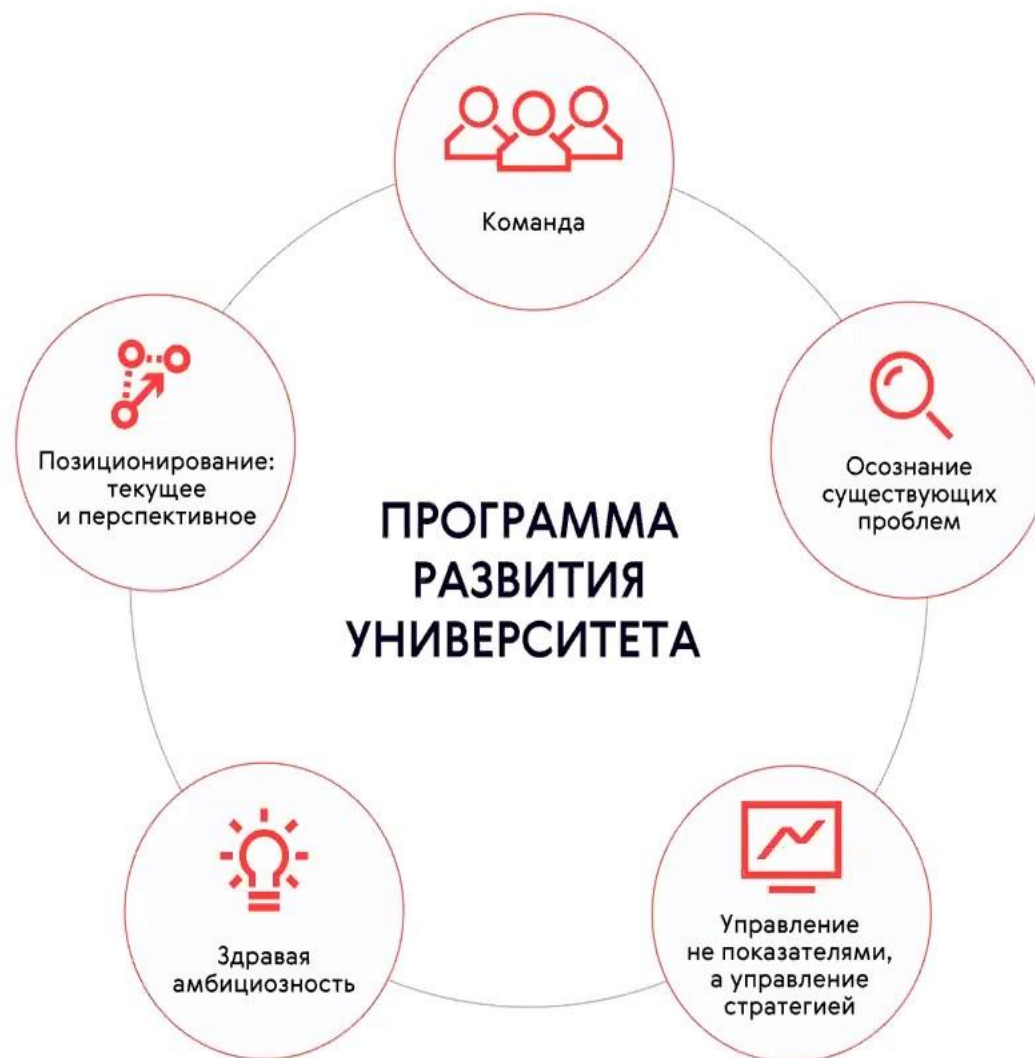 Команда
Позиционирование:
текущее
и перспективное
Осознание
существующих
проблем
ПРОГРАММА
РАЗВИТИЯ
УНИВЕРСИТЕТА
Здравая
амбициозность
Управление
не показателями,
а управление
стратегией